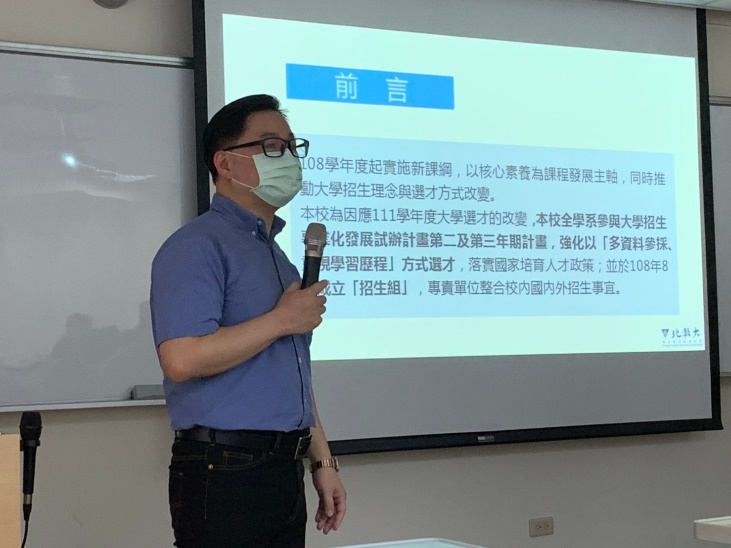 前言
108學年度起實施新課綱，以核心素養為課程發展主軸，同時推
動大學招生理念與選才方式改變。
本校為因應111學年度大學選才的改變，本校全學系參與大學招生
化發展試辦計畫第二及第三年期計畫，強化以「多資料參採、
現學習歷程」方式選才，落實國家培育人才政策；並於108年8
成立「招生組」，專責單位整合校內國內外招生事宜。
北教大